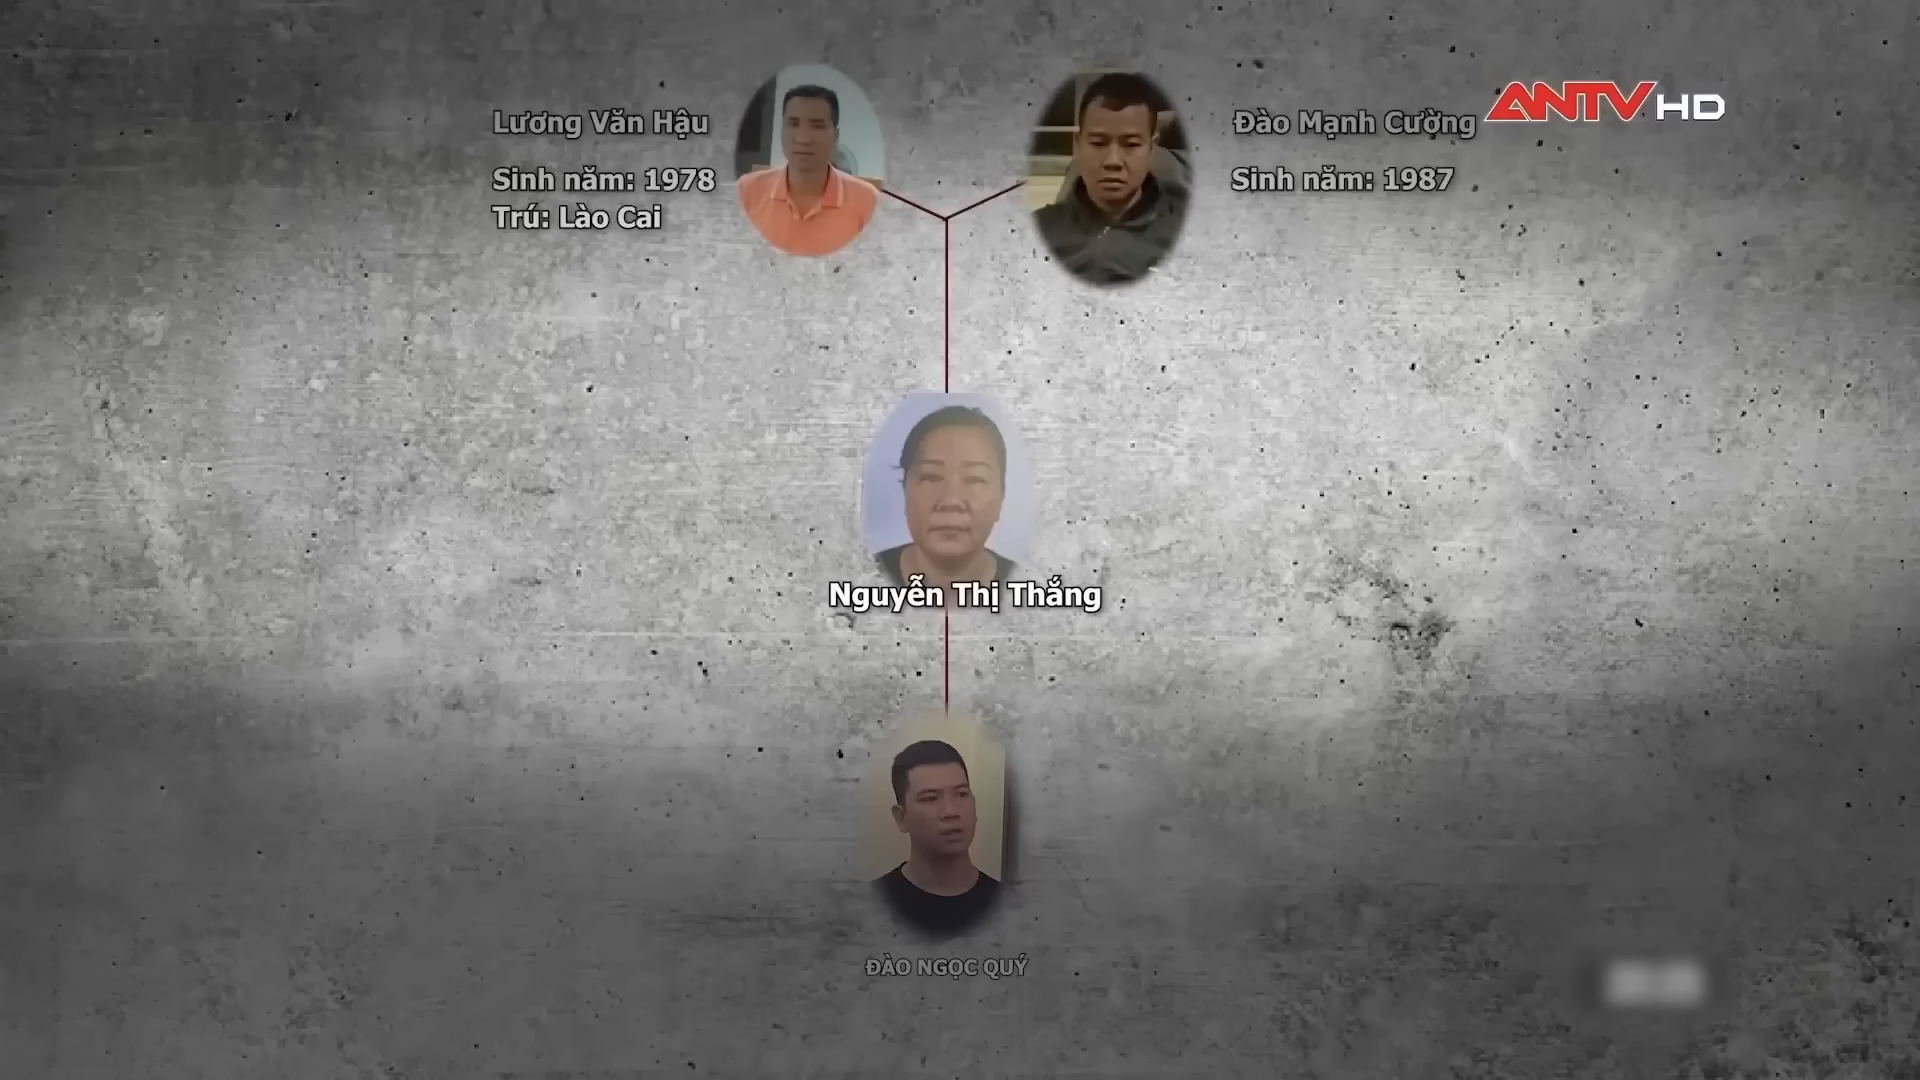 Lương Văn Hậu
Sinh năm: 1978
Trú: Lào Cai
Đào Mạnh Cường
Sinh năm: 1987
ANTV HD
Nguyễn Thị Thắng
ĐÀO NGỌC QUÝ